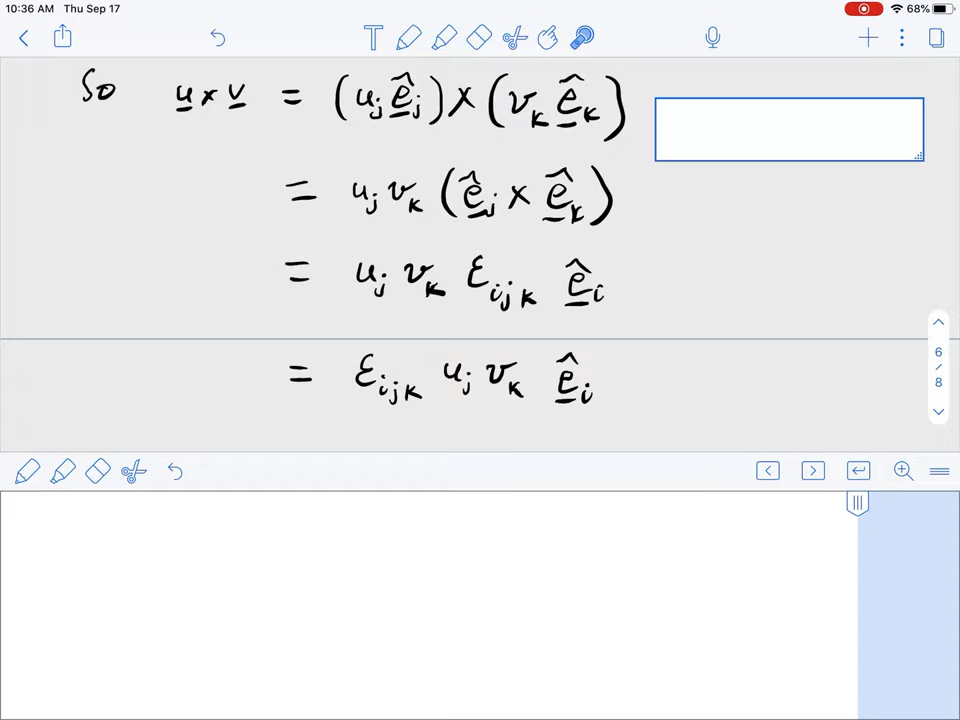 10:36 AM Thu Sep 17
68%
So u × v = (uⱼ êⱼ) × (vₖ êₖ)
= uⱼ vₖ (êⱼ × êₖ)
= uⱼ vₖ εᵢⱼₖ êᵢ
= εᵢⱼₖ uⱼ vₖ êᵢ
6
/
8